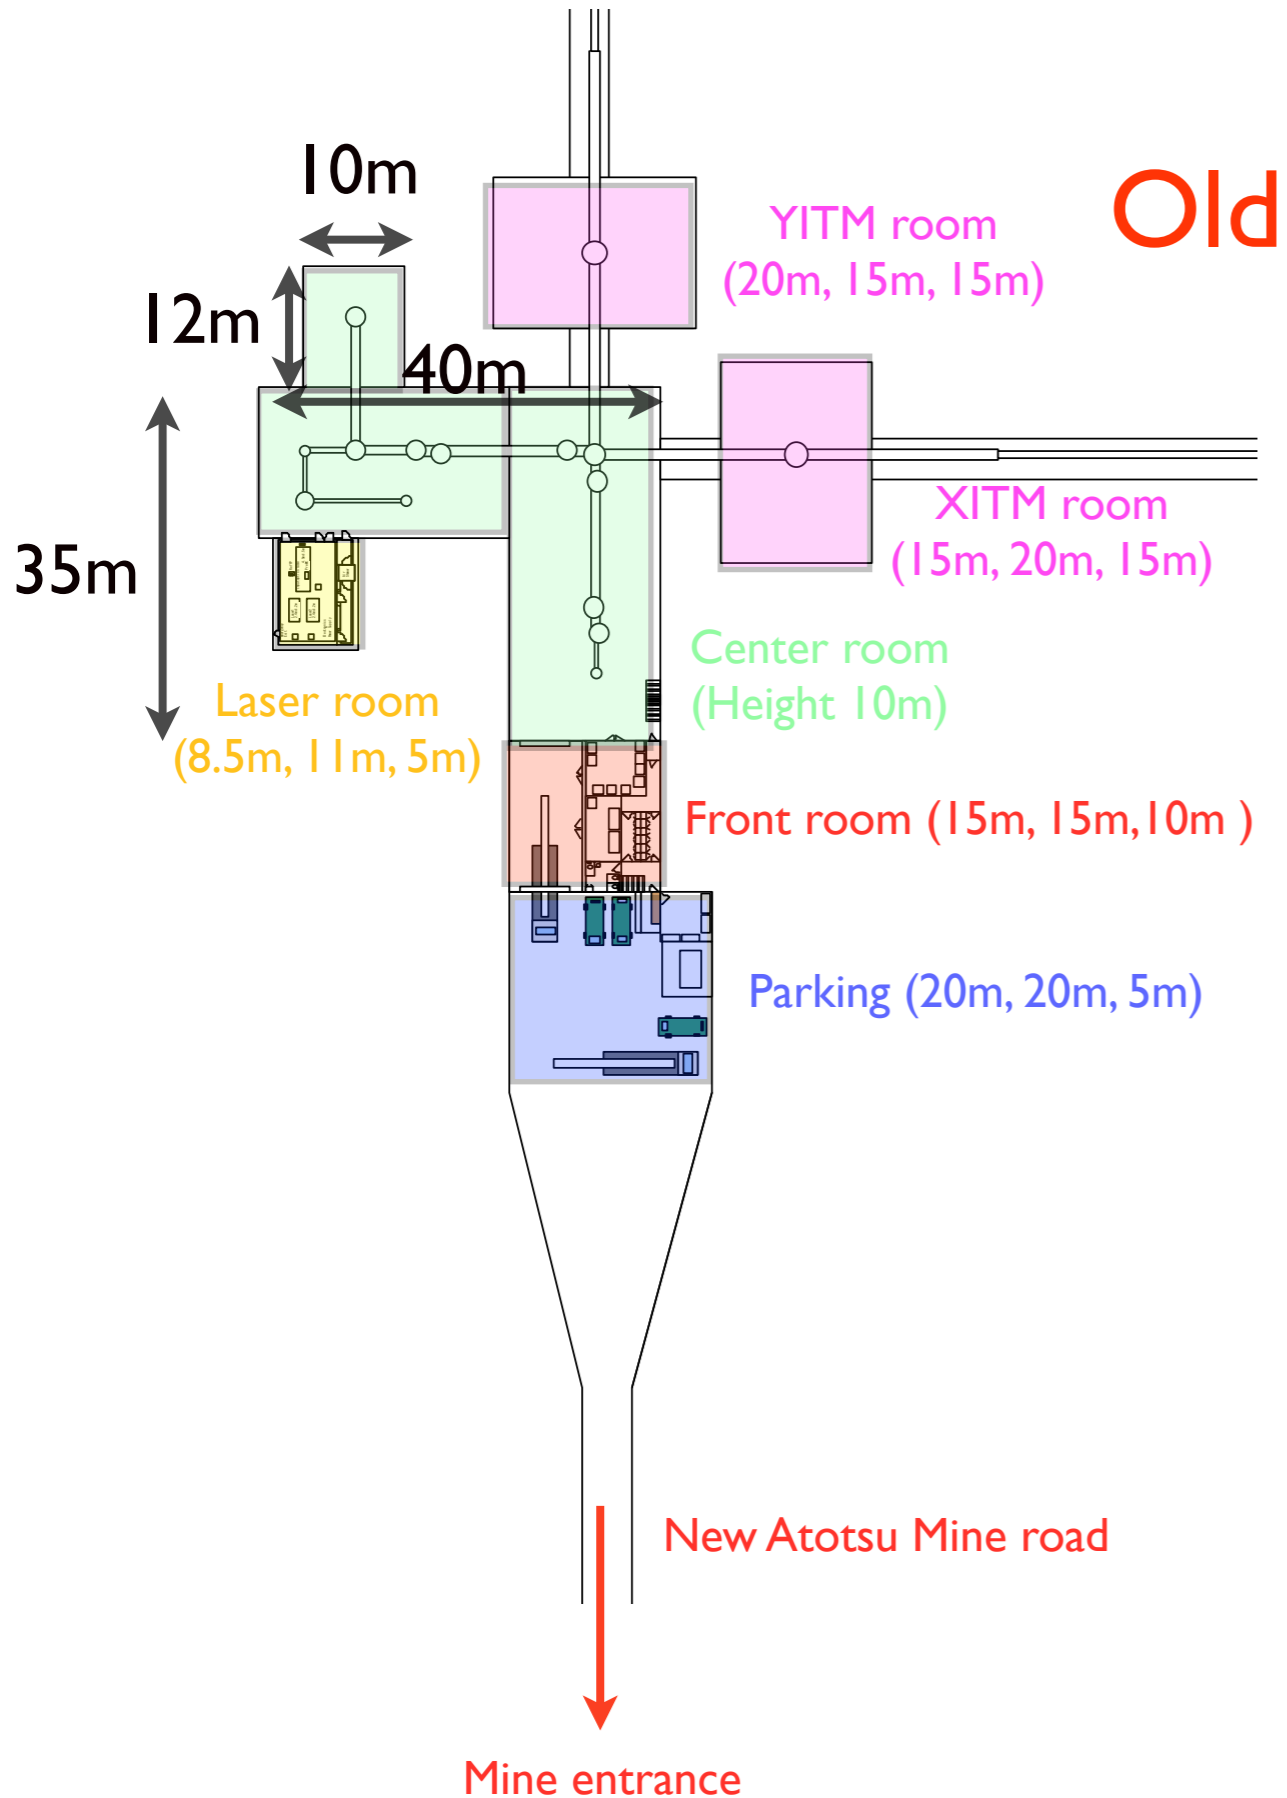 10m
Old
YITM room
(20m, 15m, 15m)
12m
40m
XITM room
(15m, 20m, 15m)
35m
Center room
(Height 10m)
Laser room
(8.5m, 11m, 5m)
Front room (15m, 15m,10m )
Parking (20m, 20m, 5m)
New Atotsu Mine road
Mine entrance